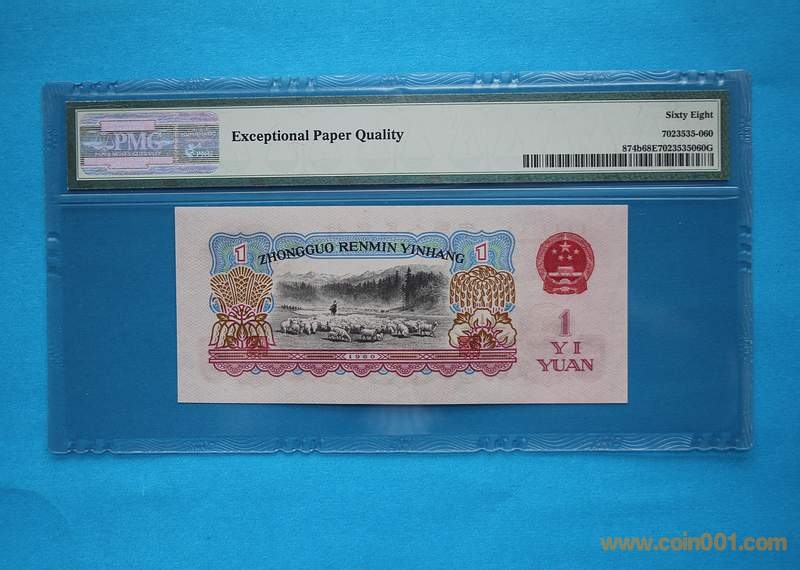 PMG
Exceptional Paper Quality
Sixty Eight
7023535-060
874b68E7023535060G
1
ZHONGGUO RENMIN YINHANG
1
1960
1
YI
YUAN
www.coin001.com